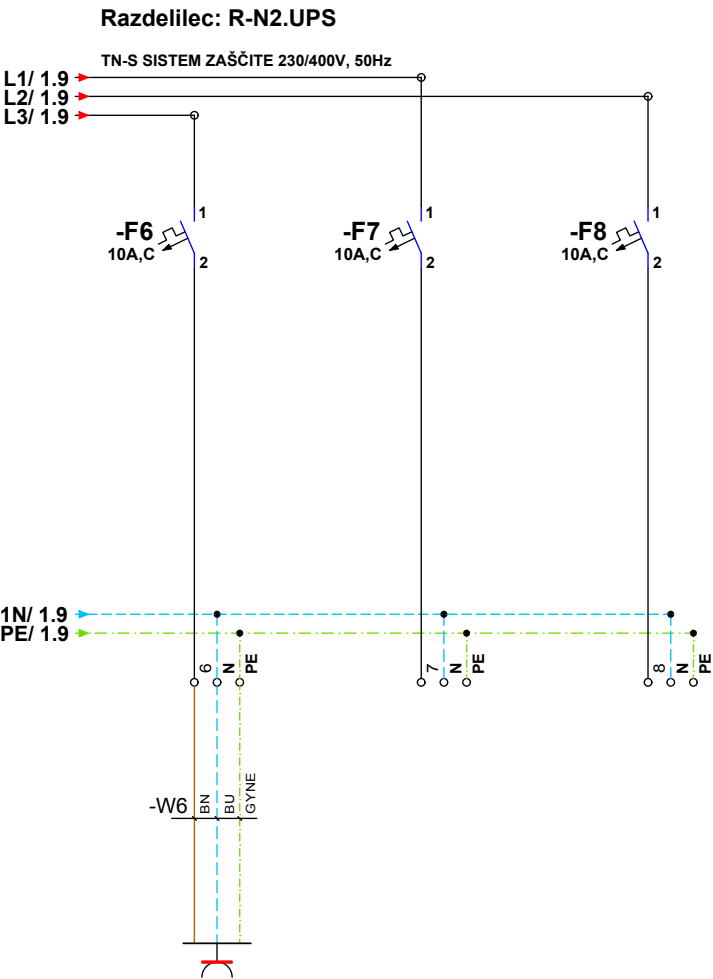 Razdelilec: R-N2.UPS
TN-S SISTEM ZAŠČITE 230/400V, 50Hz
L1/ 1.9
L2/ 1.9
L3/ 1.9
1
-F6
10A,C
2
1
-F7
10A,C
2
1
-F8
10A,C
2
1N/ 1.9
PE/ 1.9
6
N
PE
7
N
PE
8
N
PE
-W6
BN
BU
GYNE